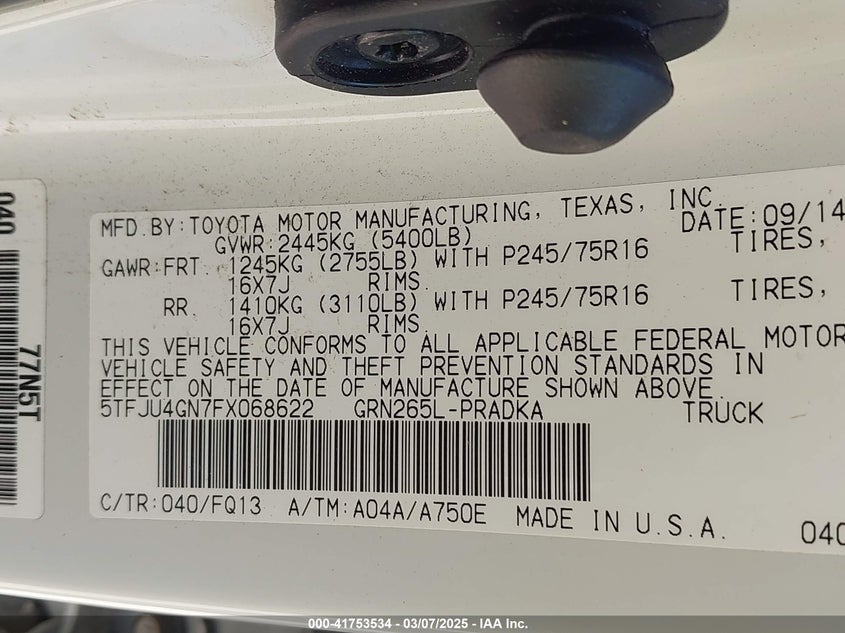 MFD.BY:TOYOTA MOTOR MANUFACTURING, TEXAS, INC. DATE:09/14
GVWR:2445KG (5400LB)
GAWR:FRT. 1245KG (2755LB) WITH P245/75R16 TIRES,
16X7J RIMS.
RR. 1410KG (3110LB) WITH P245/75R16 TIRES,
16X7J RIMS.
THIS VEHICLE CONFORMS TO ALL APPLICABLE FEDERAL MOTOR
VEHICLE SAFETY AND THEFT PREVENTION STANDARDS IN
EFFECT ON THE DATE OF MANUFACTURE SHOWN ABOVE.
5TFJU4GN7FX068622 GRN265L-PRADKA TRUCK
C/TR:040/FQ13 A/TM:A04A/A750E MADE IN U.S.A. 040
040
77N5T
000-41753534 - 03/07/2025 - IAA Inc.